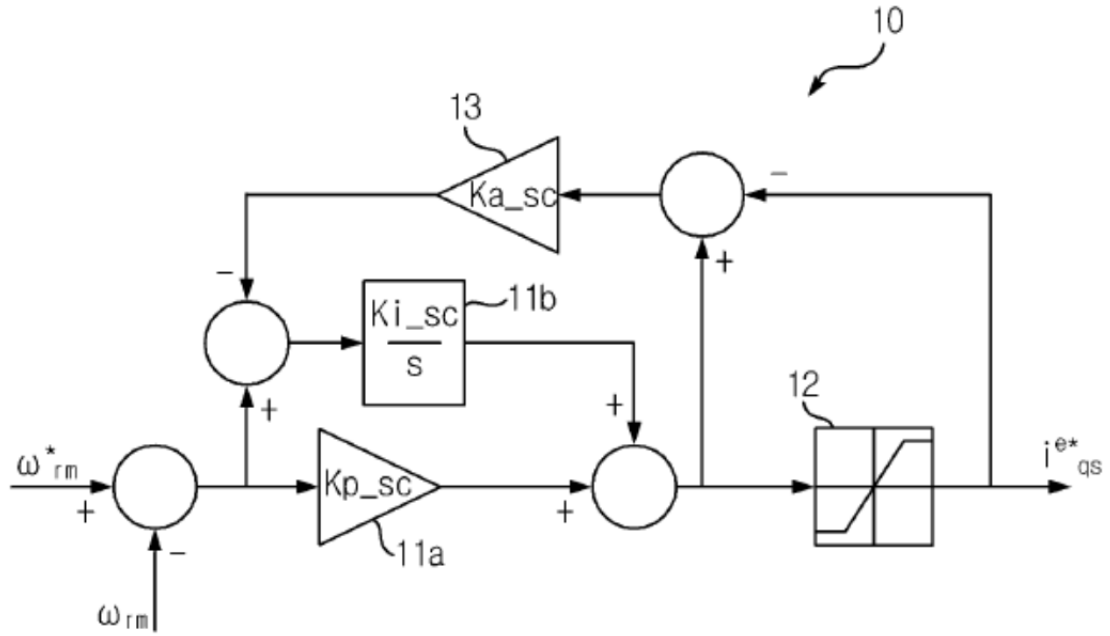 10
13
Ka_sc
-
-
+
Ki_sc
s
11b
+
+
12
ω*rm
+
Kp_sc
+
i^e*qs
-
11a
ωrm